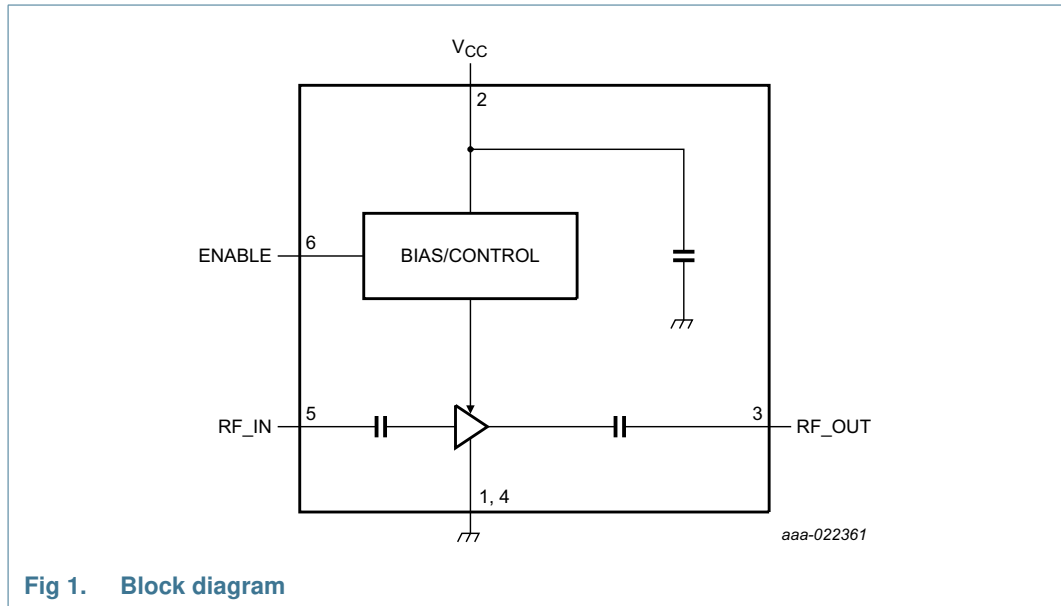 VCC
2
6
ENABLE
BIAS/CONTROL
5
3
RF_IN
RF_OUT
1, 4
aaa-022361
Fig 1. Block diagram